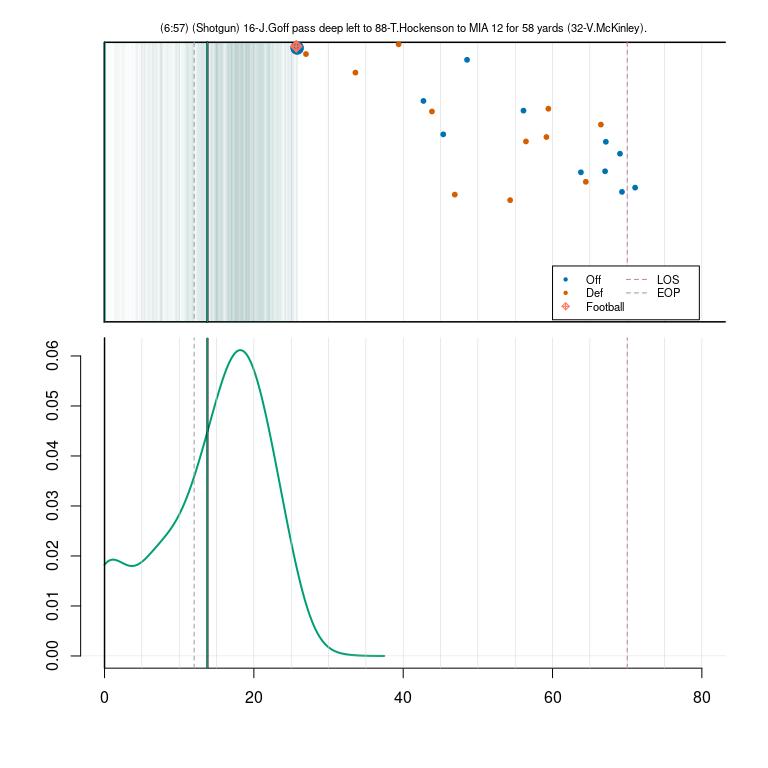 (6:57) (Shotgun) 16-J.Goff pass deep left to 88-T.Hockenson to MIA 12 for 58 yards (32-V.McKinley).
Off LOS
Def EOP
Football
0.06
0.05
0.04
0.03
0.02
0.01
0.00
0 20 40 60 80